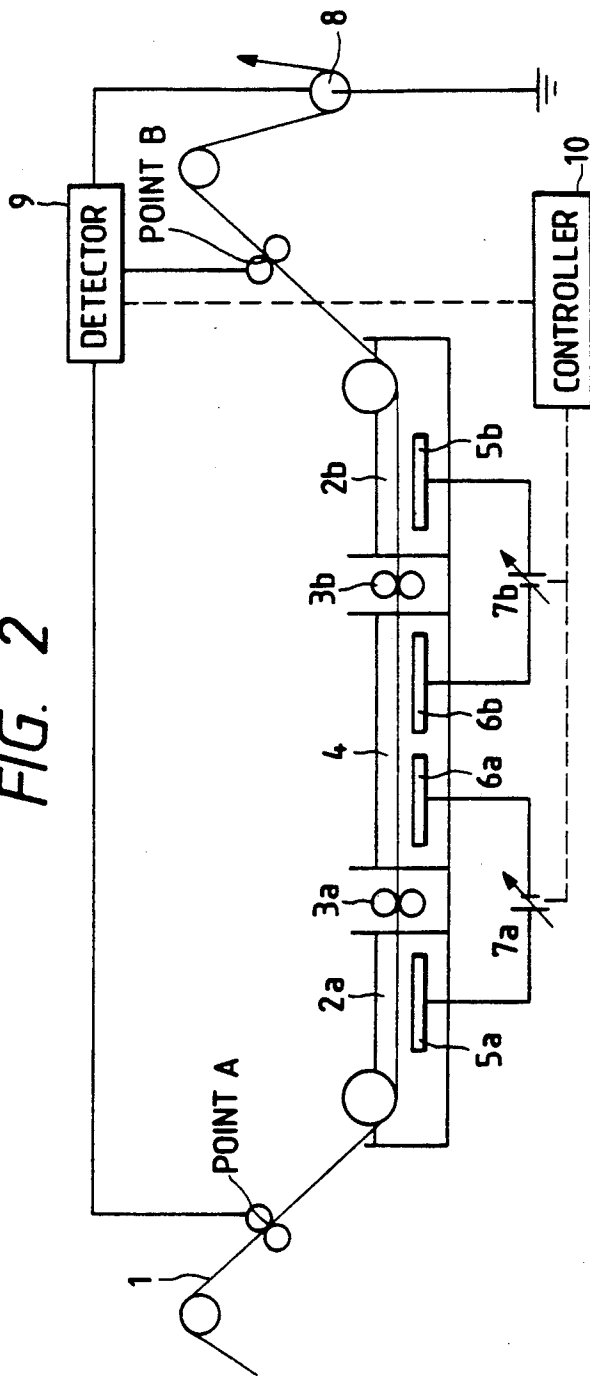 FIG. 2
9
DETECTOR
POINT B
8
1
POINT A
2a
3a
4
3b
2b
5a
6a
6b
5b
7a
7b
CONTROLLER
10